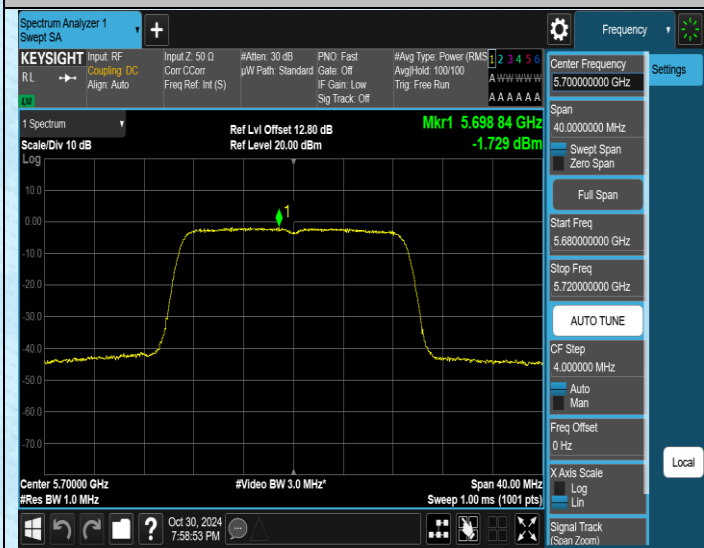 Spectrum Analyzer 1
Swept SA
+
Frequency
KEYSIGHT
RL
LXI
Input: RF
Coupling: DC
Align: Auto
Input Z: 50 Ω
Corr CCorr
Freq Ref: Int (S)
#Atten: 30 dB
µW Path: Standard
PNO: Fast
Gate: Off
IF Gain: Low
Sig Track: Off
#Avg Type: Power (RMS
Avg|Hold: 100/100
Trig: Free Run
1 2 3 4 5 6
A W W W W W
A A A A A A
1 Spectrum
Scale/Div 10 dB
Log
Ref Lvl Offset 12.80 dB
Ref Level 20.00 dBm
Mkr1 5.698 84 GHz
-1.729 dBm
1
10.0
0.00
-10.0
-20.0
-30.0
-40.0
-50.0
-60.0
-70.0
Center 5.70000 GHz
#Res BW 1.0 MHz
#Video BW 3.0 MHz*
Span 40.00 MHz
Sweep 1.00 ms (1001 pts)
Center Frequency
5.700000000 GHz
Settings
Span
40.0000000 MHz
Swept Span
Zero Span
Full Span
Start Freq
5.680000000 GHz
Stop Freq
5.720000000 GHz
AUTO TUNE
CF Step
4.000000 MHz
Auto
Man
Freq Offset
0 Hz
X Axis Scale
Log
Lin
Local
Signal Track
(Span Zoom)
?
Oct 30, 2024
7:58:53 PM